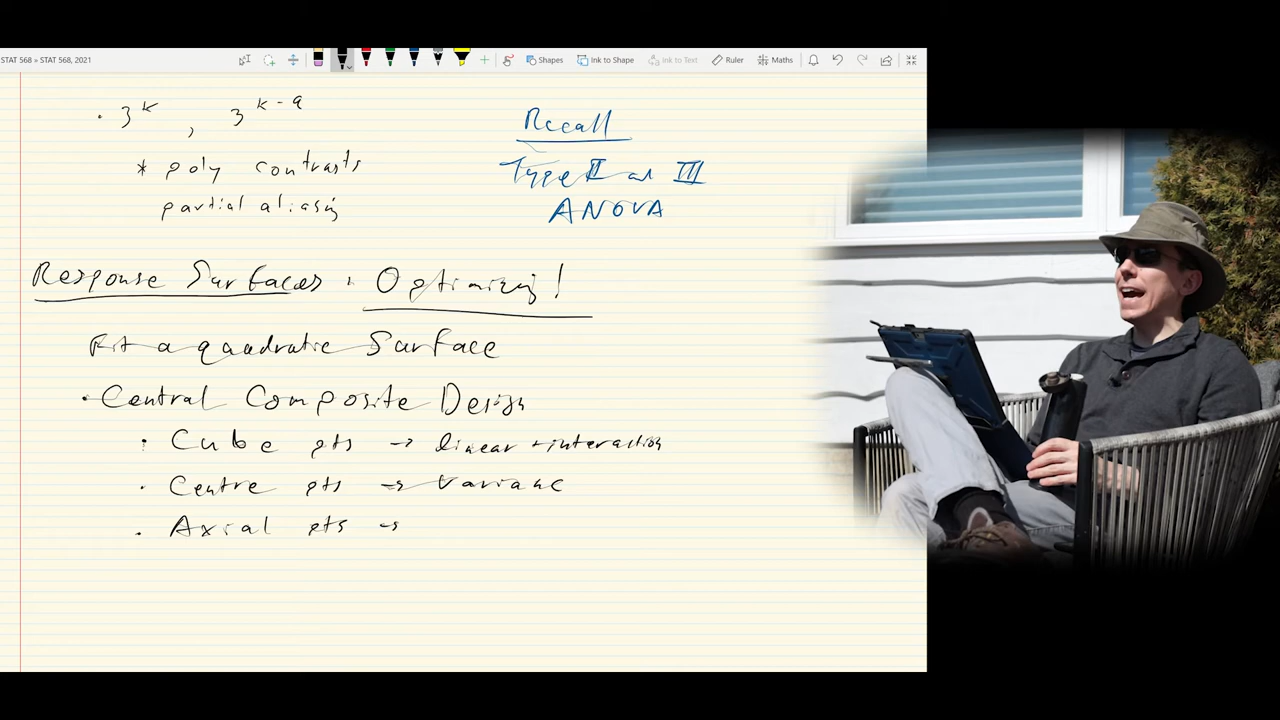 STAT 568 » STAT 568, 2021
Shapes
Ink to Shape
Ink to Text
Ruler
Maths
· 3^k , 3^{k-q}
* poly contrasts
partial aliasing
Recall
Type II or III
ANOVA
Response Surfaces + Optimizing!
Fit a quadratic Surface
· Central Composite Design
· Cube pts → linear + interaction
· Centre pts → variance
· Axial pts →